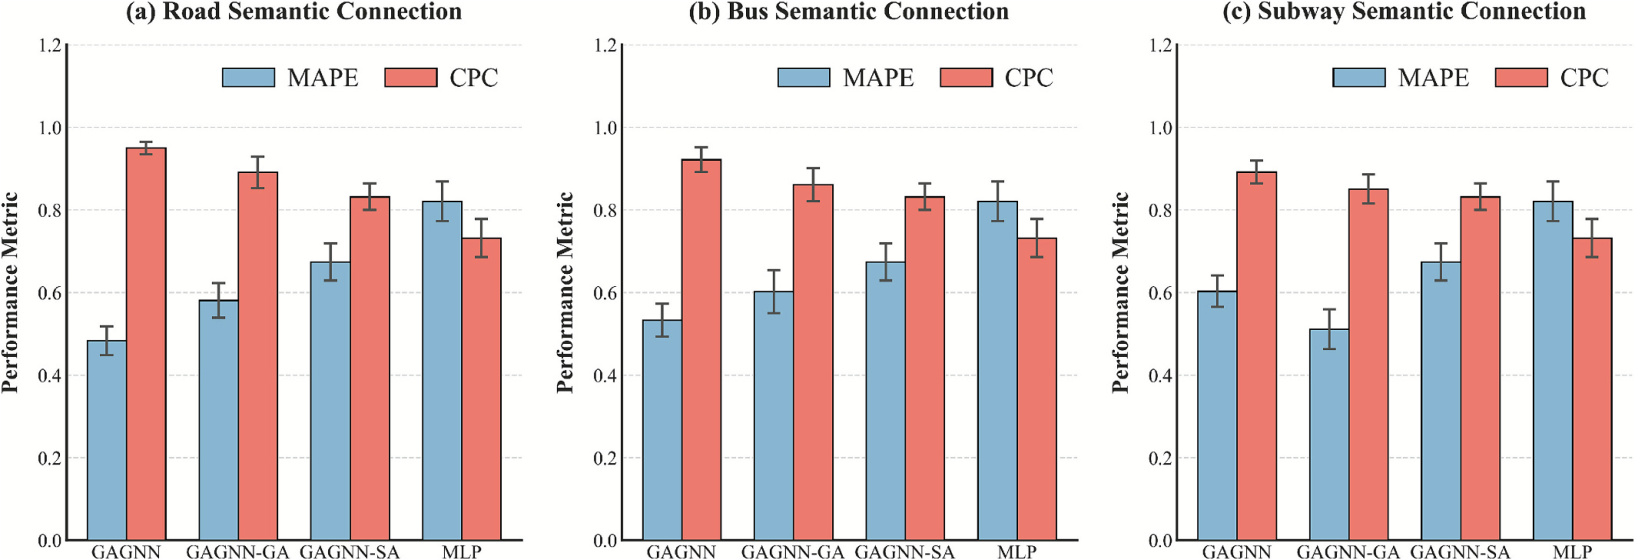 (a) Road Semantic Connection
1.2
1.0
0.8
0.6
0.4
0.2
0.0
Performance Metric
MAPE CPC
GAGNN GAGNN-GA GAGNN-SA MLP
(b) Bus Semantic Connection
1.2
1.0
0.8
0.6
0.4
0.2
0.0
Performance Metric
MAPE CPC
GAGNN GAGNN-GA GAGNN-SA MLP
(c) Subway Semantic Connection
1.2
1.0
0.8
0.6
0.4
0.2
0.0
Performance Metric
MAPE CPC
GAGNN GAGNN-GA GAGNN-SA MLP